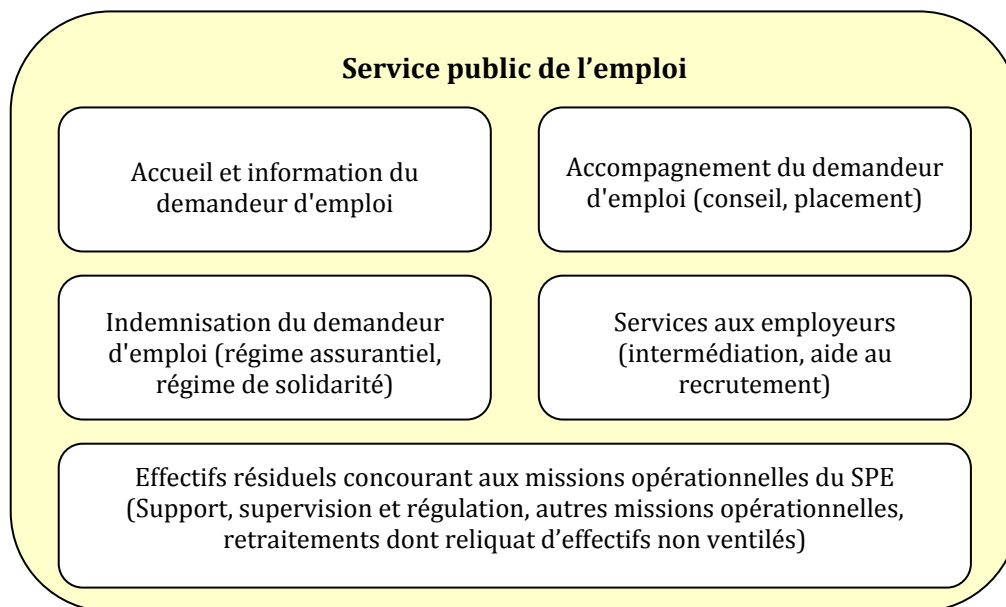 Service public de l’emploi
Accueil et information du
demandeur d'emploi
Accompagnement du demandeur
d'emploi (conseil, placement)
Indemnisation du demandeur
d'emploi (régime assurantiel,
régime de solidarité)
Services aux employeurs
(intermédiation, aide au
recrutement)
Effectifs résiduels concourant aux missions opérationnelles du SPE
(Support, supervision et régulation, autres missions opérationnelles,
retraitements dont reliquat d’effectifs non ventilés)